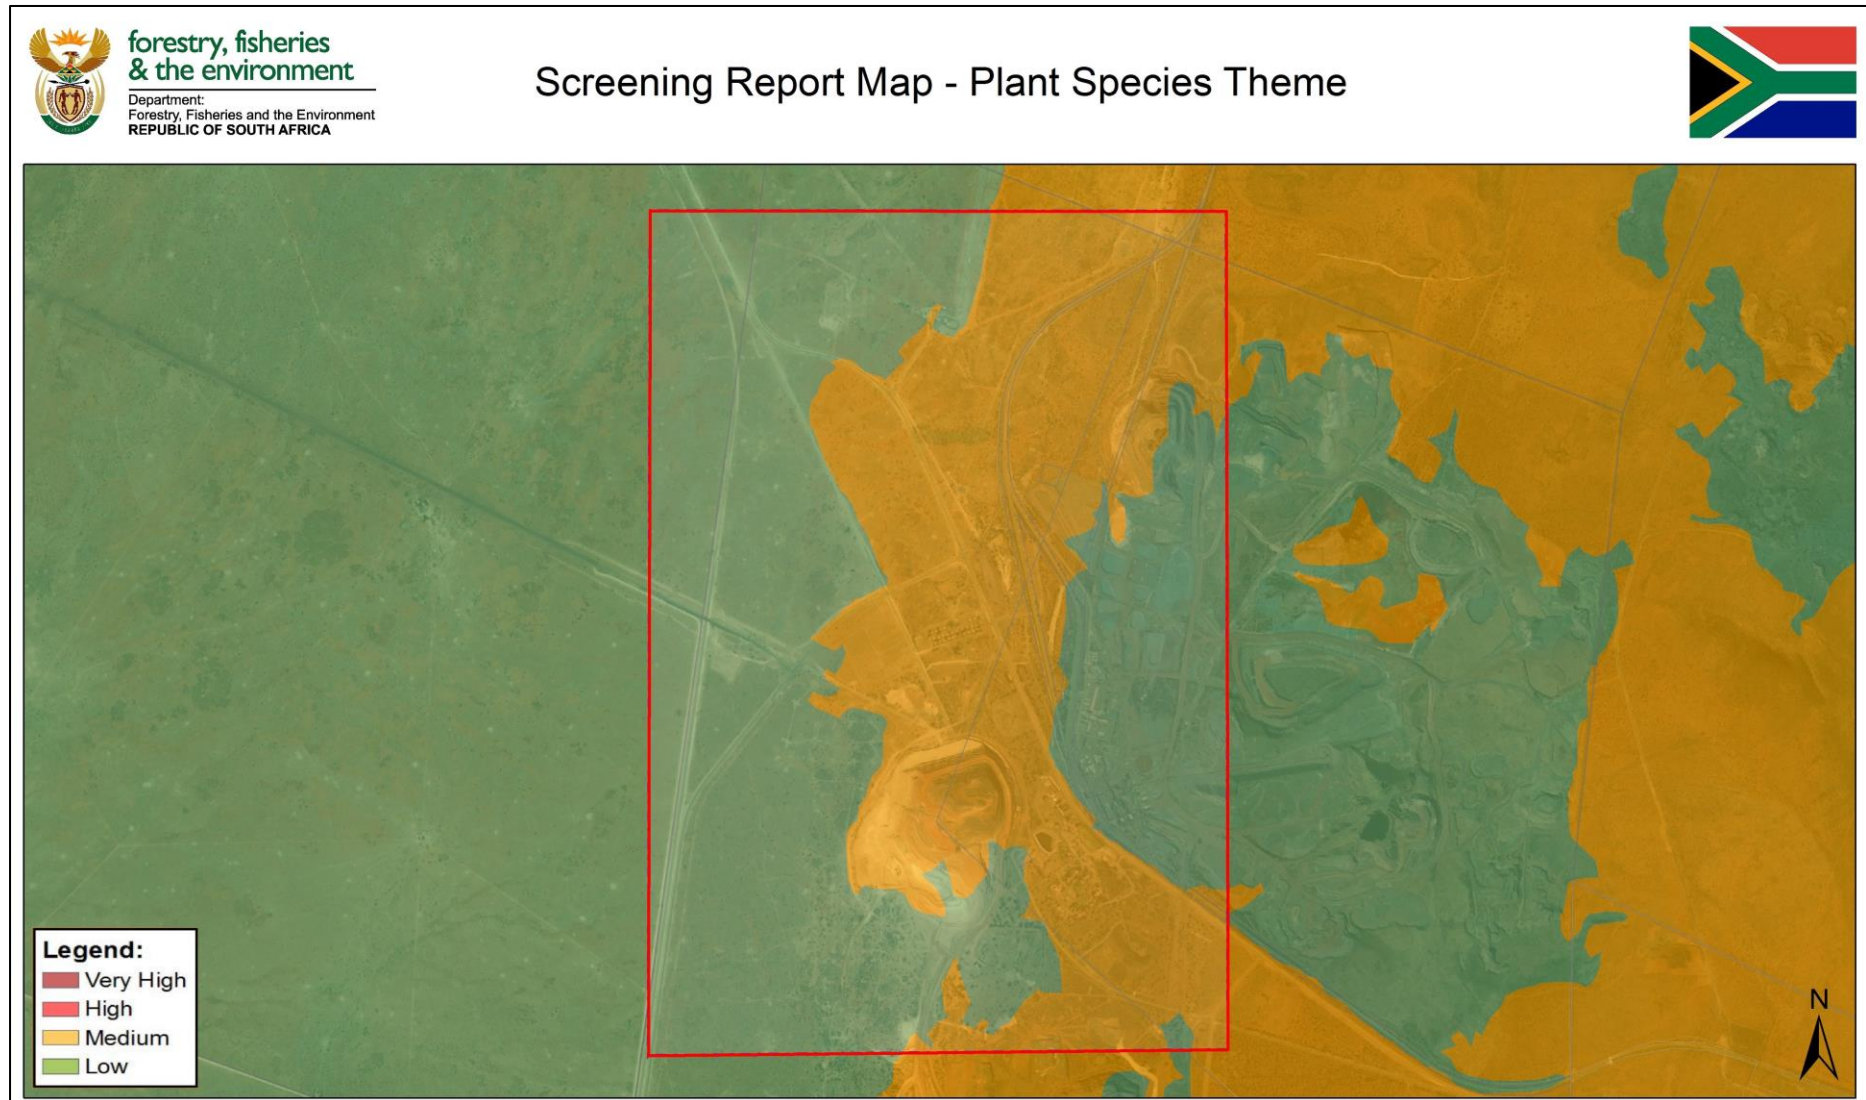 forestry, fisheries
& the environment
Department:
Forestry, Fisheries and the Environment
REPUBLIC OF SOUTH AFRICA
Screening Report Map - Plant Species Theme
Legend:
Very High
High
Medium
Low
N